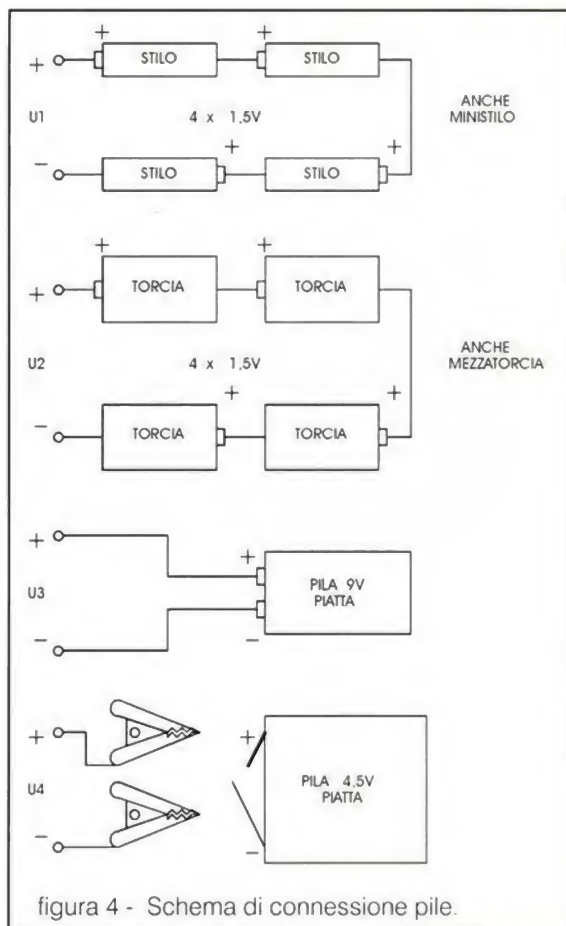 + + +
STILO STILO
ANCHE
MINISTILO
U1 4 x 1,5V
+ +
− STILO STILO
+ + +
TORCIA TORCIA
ANCHE
MEZZATORCIA
U2 4 x 1,5V
+ +
− TORCIA TORCIA
+ +
PILA 9V
PIATTA
U3
− −
+ +
PILA 4,5V
PIATTA
U4
− −
figura 4 - Schema di connessione pile.